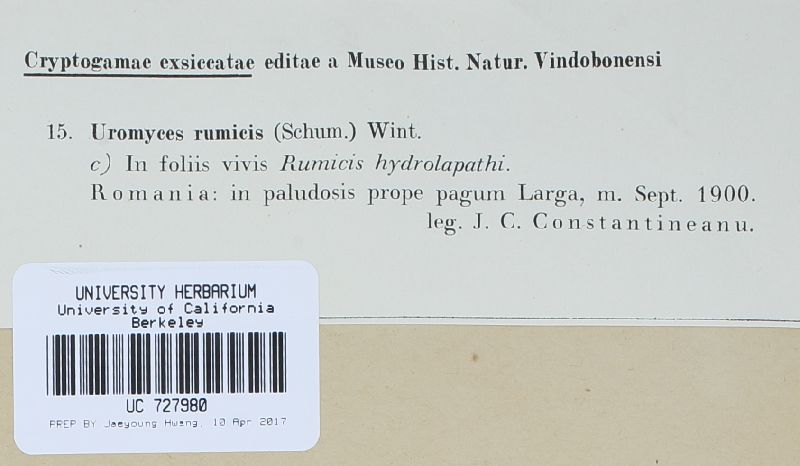 Cryptogamae exsiccatae editae a Museo Hist. Natur. Vindobonensi
15. Uromyces rumicis (Schum.) Wint.
c) In foliis vivis Rumicis hydrolapathi.
Romania: in paludosis prope pagum Larga, m. Sept. 1900.
leg. J. C. Constantineanu.
UNIVERSITY HERBARIUM
University of California
Berkeley
UC 727980
PREP BY Jaeyoung Hwang, 10 Apr 2017